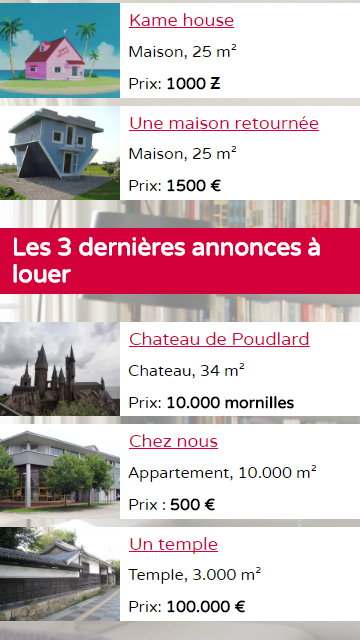 Kame house
Maison, 25 m²
Prix: 1000 Ƶ
Une maison retournée
Maison, 25 m²
Prix: 1500 €
Les 3 dernières annonces à
louer
Chateau de Poudlard
Chateau, 34 m²
Prix: 10.000 mornilles
Chez nous
Appartement, 10.000 m²
Prix : 500 €
Un temple
Temple, 3.000 m²
Prix: 100.000 €